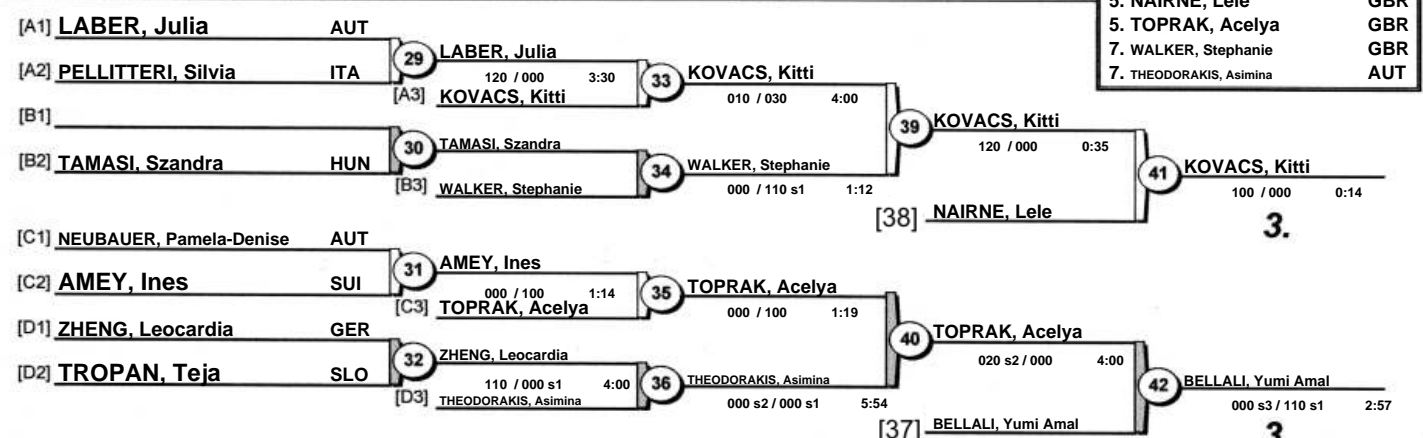 5. NAIRNE, Lele GBR
5. TOPRAK, Acelya GBR
7. WALKER, Stephanie GBR
7. THEODORAKIS, Asimina AUT
[A1] LABER, Julia AUT
29
LABER, Julia
120 / 000 3:30
[A2] PELLITTERI, Silvia ITA
[A3] KOVACS, Kitti
33
KOVACS, Kitti
010 / 030 4:00
[B1]
30
TAMASI, Szandra
[B2] TAMASI, Szandra HUN
[B3] WALKER, Stephanie
34
WALKER, Stephanie
000 / 110 s1 1:12
39
KOVACS, Kitti
120 / 000 0:35
[38] NAIRNE, Lele
41
KOVACS, Kitti
100 / 000 0:14
3.
[C1] NEUBAUER, Pamela-Denise AUT
31
AMEY, Ines
000 / 100 1:14
[C2] AMEY, Ines SUI
[C3] TOPRAK, Acelya
35
TOPRAK, Acelya
000 / 100 1:19
[D1] ZHENG, Leocardia GER
32
ZHENG, Leocardia
110 / 000 s1 4:00
[D2] TROPAN, Teja SLO
[D3] THEODORAKIS, Asimina
36
THEODORAKIS, Asimina
000 s2 / 000 s1 5:54
40
TOPRAK, Acelya
020 s2 / 000 4:00
[37] BELLALI, Yumi Amal
42
BELLALI, Yumi Amal
000 s3 / 110 s1 2:57
3